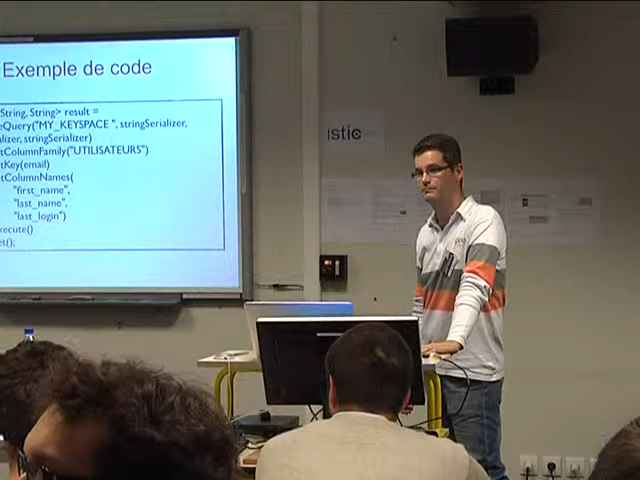 Exemple de code
String, String> result =
eQuery("MY_KEYSPACE ", stringSerializer,
alizer, stringSerializer)
tColumnFamily("UTILISATEURS")
tKey(email)
tColumnNames(
"first_name",
"last_name",
"last_login")
xecute()
et();
stic